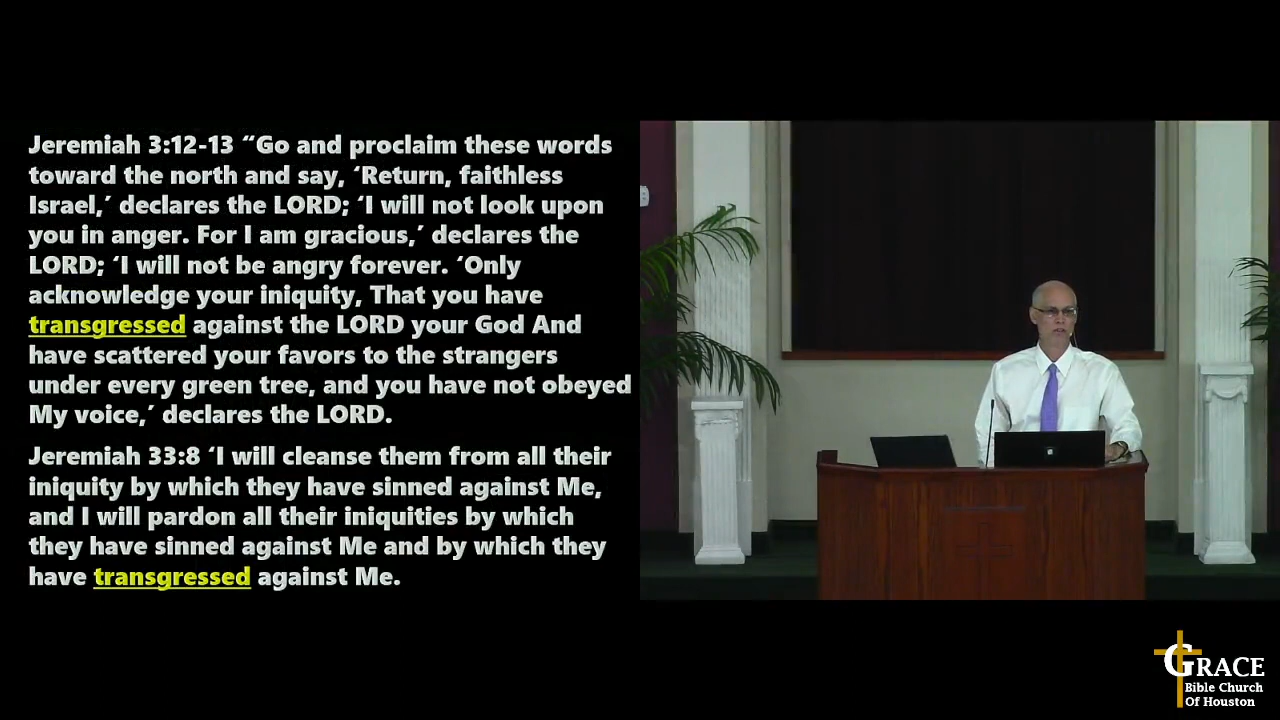 Jeremiah 3:12-13 “Go and proclaim these words
toward the north and say, ‘Return, faithless
Israel,’ declares the LORD; ‘I will not look upon
you in anger. For I am gracious,’ declares the
LORD; ‘I will not be angry forever. ‘Only
acknowledge your iniquity, That you have
transgressed against the LORD your God And
have scattered your favors to the strangers
under every green tree, and you have not obeyed
My voice,’ declares the LORD.
Jeremiah 33:8 ‘I will cleanse them from all their
iniquity by which they have sinned against Me,
and I will pardon all their iniquities by which
they have sinned against Me and by which they
have transgressed against Me.
GRACE
Bible Church
Of Houston